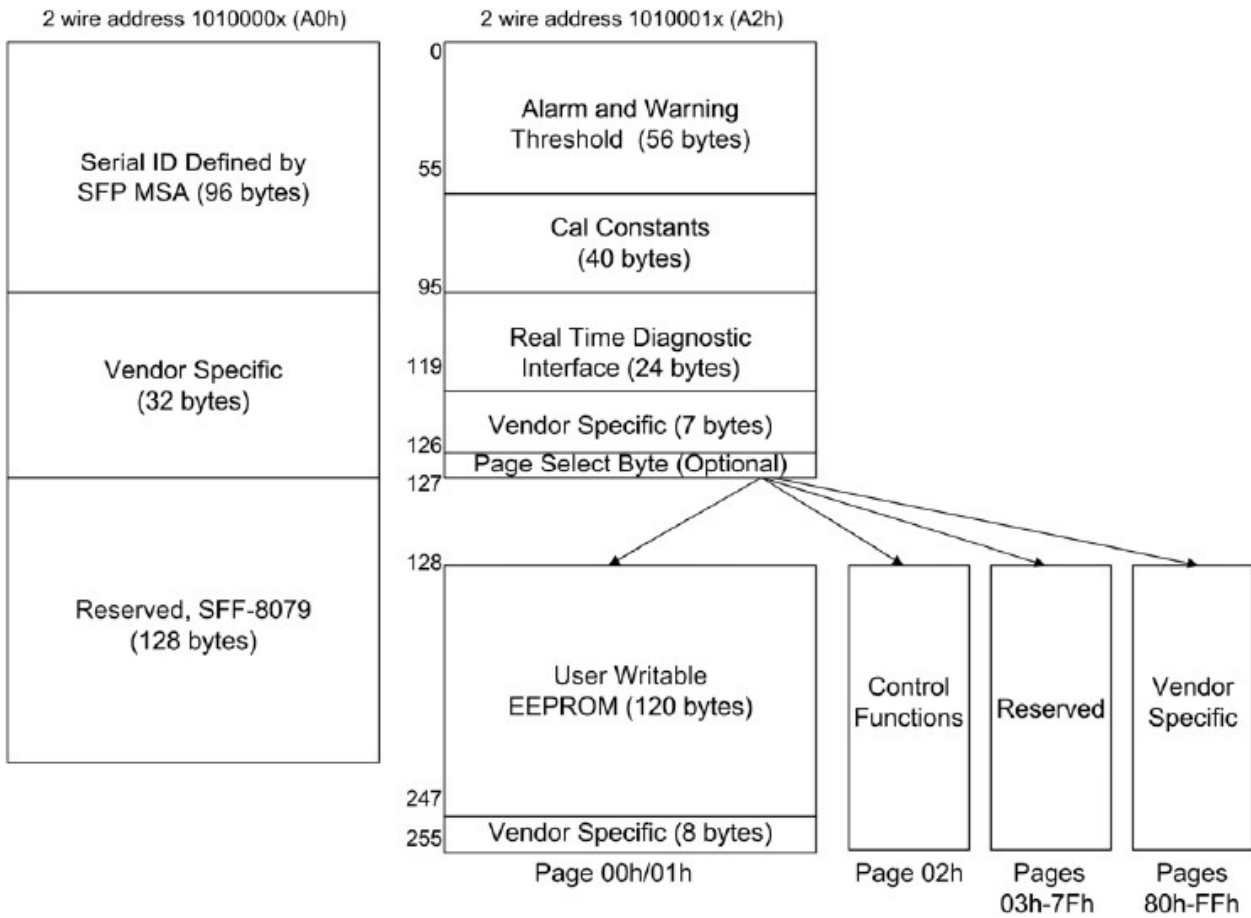 2 wire address 1010000x (A0h)
Serial ID Defined by
SFP MSA (96 bytes)
Vendor Specific
(32 bytes)
Reserved, SFF-8079
(128 bytes)
2 wire address 1010001x (A2h)
0
Alarm and Warning
Threshold (56 bytes)
55
Cal Constants
(40 bytes)
95
Real Time Diagnostic
Interface (24 bytes)
119
Vendor Specific (7 bytes)
126
Page Select Byte (Optional)
127
128
User Writable
EEPROM (120 bytes)
247
Vendor Specific (8 bytes)
255
Page 00h/01h
Control
Functions
Page 02h
Reserved
Pages
03h-7Fh
Vendor
Specific
Pages
80h-FFh